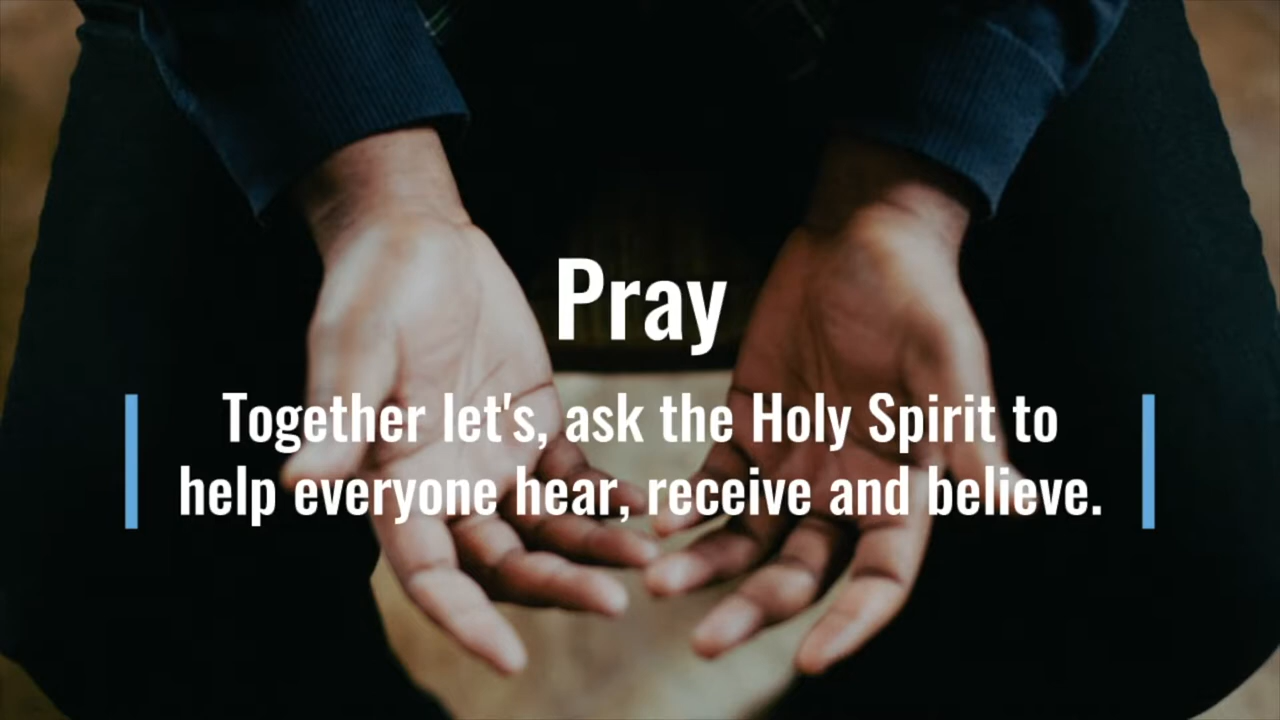 Pray
Together let's, ask the Holy Spirit to
help everyone hear, receive and believe.